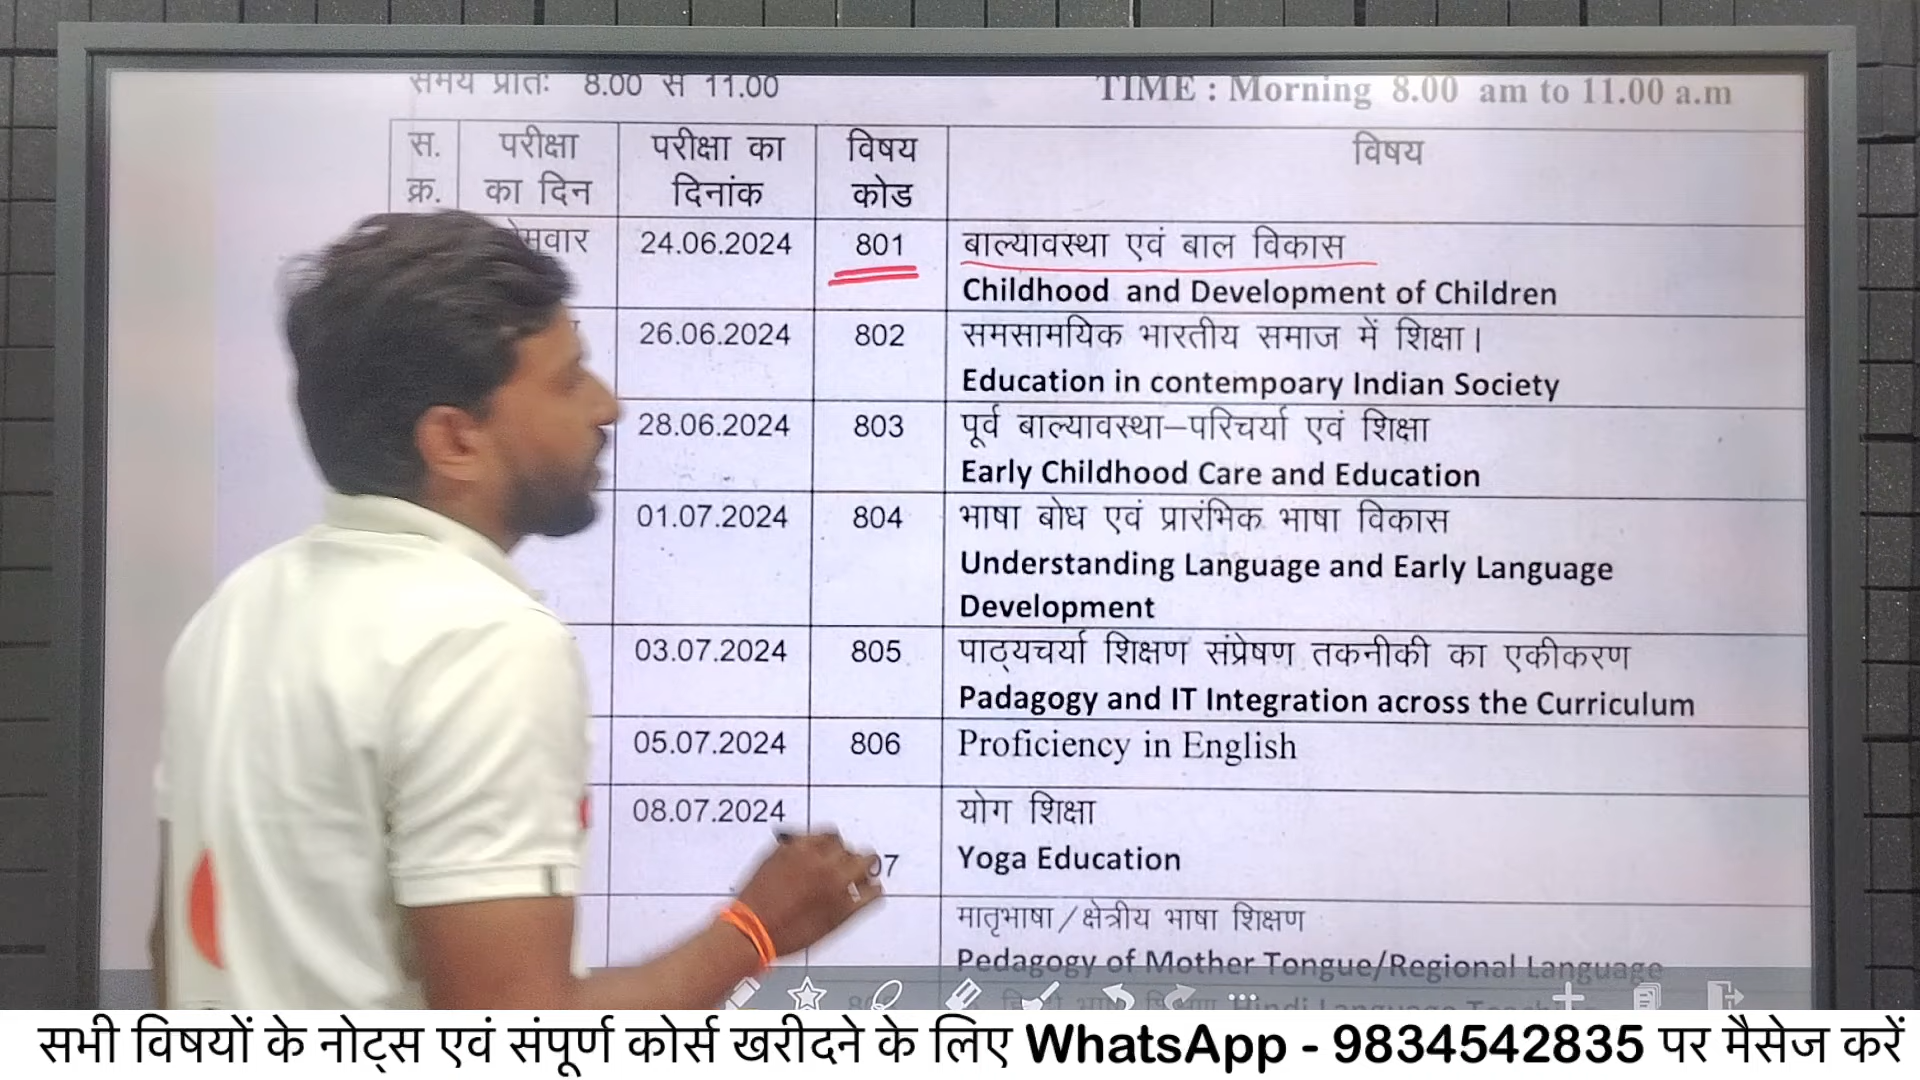 समय प्रातः 8.00 से 11.00 TIME : Morning 8.00 am to 11.00 a.m
स. क्र. परीक्षा का दिन परीक्षा का दिनांक विषय कोड विषय
24.06.2024 801 बाल्यावस्था एवं बाल विकास
Childhood and Development of Children
26.06.2024 802 समसामयिक भारतीय समाज में शिक्षा।
Education in contempoary Indian Society
28.06.2024 803 पूर्व बाल्यावस्था–परिचर्या एवं शिक्षा
Early Childhood Care and Education
01.07.2024 804 भाषा बोध एवं प्रारंभिक भाषा विकास
Understanding Language and Early Language
Development
03.07.2024 805 पाठ्यचर्या शिक्षण संप्रेषण तकनीकी का एकीकरण
Padagogy and IT Integration across the Curriculum
05.07.2024 806 Proficiency in English
08.07.2024 योग शिक्षा
Yoga Education
मातृभाषा/क्षेत्रीय भाषा शिक्षण
Pedagogy of Mother Tongue/Regional Language
सभी विषयों के नोट्स एवं संपूर्ण कोर्स खरीदने के लिए WhatsApp - 9834542835 पर मैसेज करें